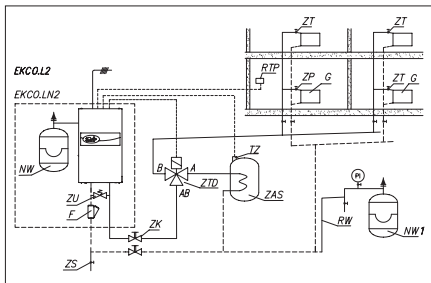 ZT
ZT
EKCO.L2
RTP
ZP
G
ZT
G
EKCO.LN2
NW
B
A
TZ
ZTD
ZAS
AB
ZU
F
ZK
PI
RW
NW1
ZS